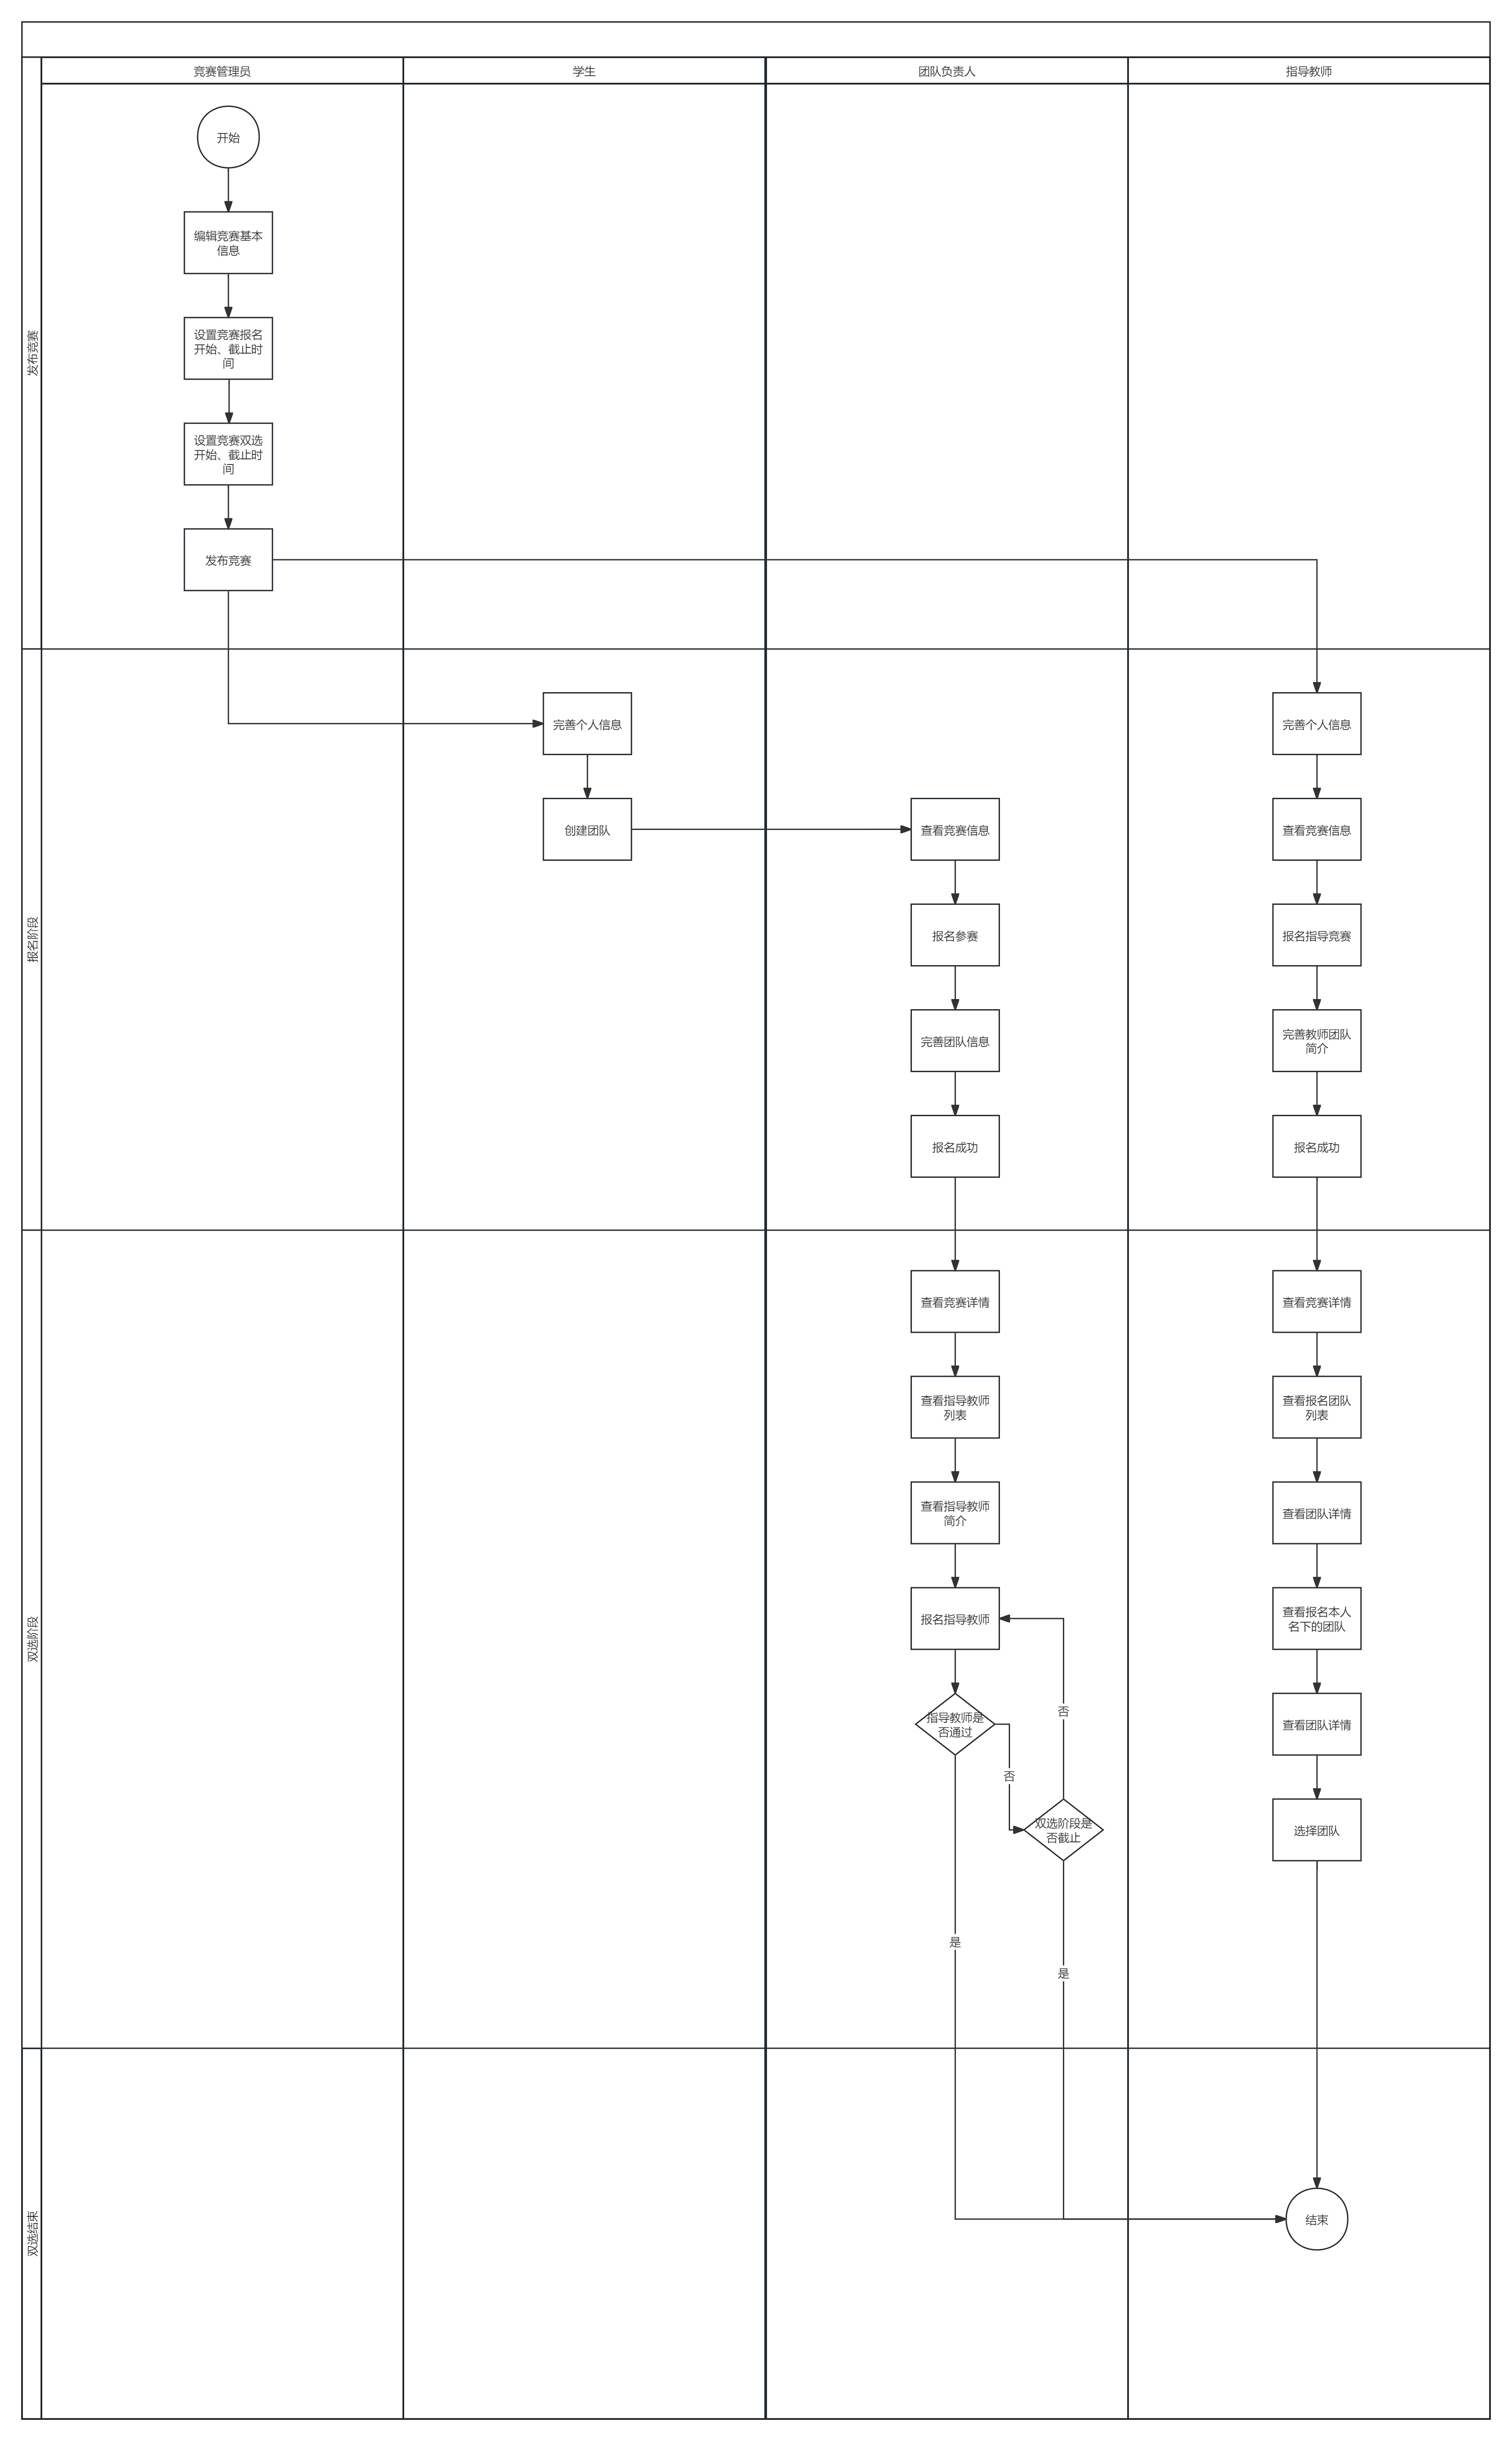 竞赛管理员
学生
团队负责人
指导教师
发布竞赛
开始
编辑竞赛基本
信息
设置竞赛报名
开始、截止时
间
设置竞赛双选
开始、截止时
间
发布竞赛
报名阶段
完善个人信息
创建团队
查看竞赛信息
报名参赛
完善团队信息
报名成功
完善个人信息
查看竞赛信息
报名指导竞赛
完善教师团队
简介
报名成功
双选阶段
查看竞赛详情
查看指导教师
列表
查看指导教师
简介
报名指导教师
指导教师是
否通过
否
否
双选阶段是
否截止
是
是
查看竞赛详情
查看报名团队
列表
查看团队详情
查看报名本人
名下的团队
查看团队详情
选择团队
双选结束
结束